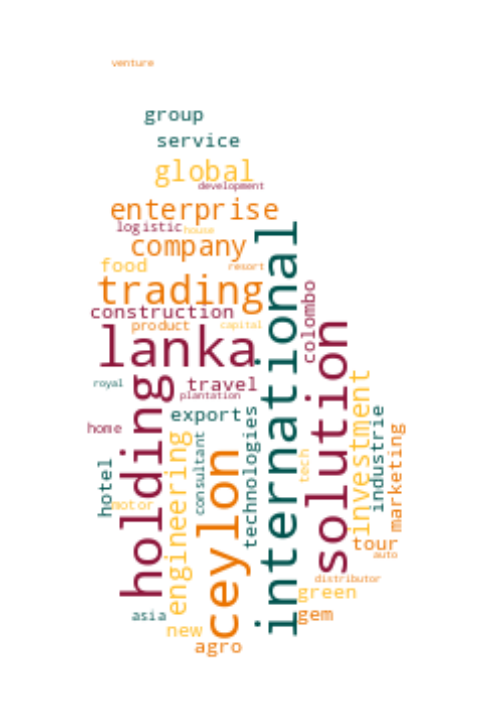 venture
group
service
global
development
enterprise
logistic
house
company
food
resort
trading
international
construction
colombo
product
capital
lanka
solution
holding
royal
travel
plantation
investment
export
industrie
technologies
home
marketing
engineering
consultant
ceylon
tech
hotel
motor
tour
auto
distributor
green
asia
gem
new
agro